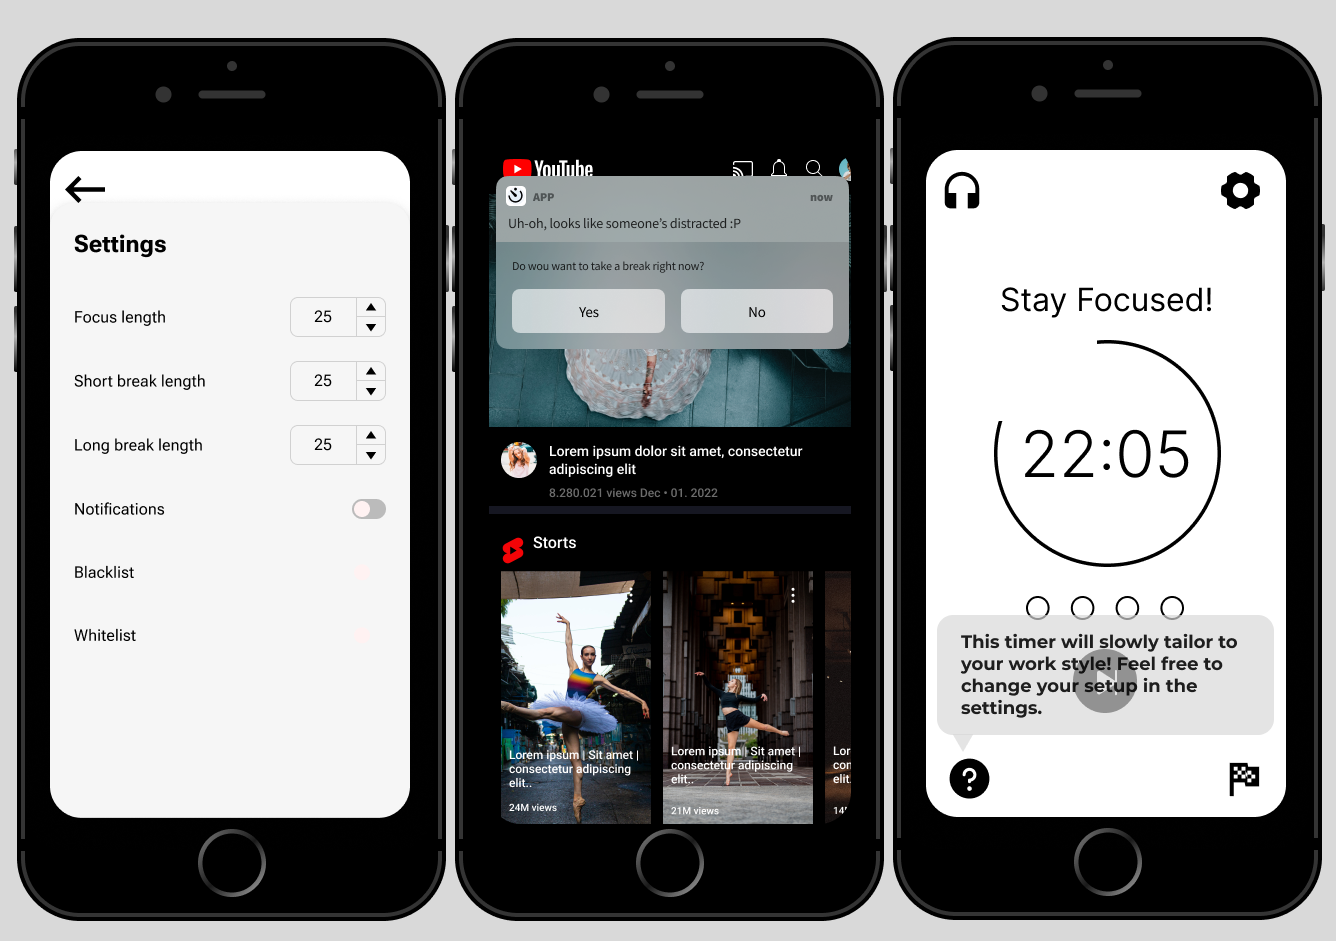 Settings
Focus length 25
Short break length 25
Long break length 25
Notifications
Blacklist
Whitelist
YouTube
APP now
Uh-oh, looks like someone's distracted :P
Do wou want to take a break right now?
Yes No
Lorem ipsum dolor sit amet, consectetur
adipiscing elit
8.280.021 views Dec • 01. 2022
Storts
Lorem ipsum | Sit amet |
consectetur adipiscing
elit..
24M views
Lorem ipsum | Sit amet |
consectetur adipiscing
elit..
21M views
Lor
con
elit.
14
Stay Focused!
22:05
This timer will slowly tailor to
your work style! Feel free to
change your setup in the
settings.
?